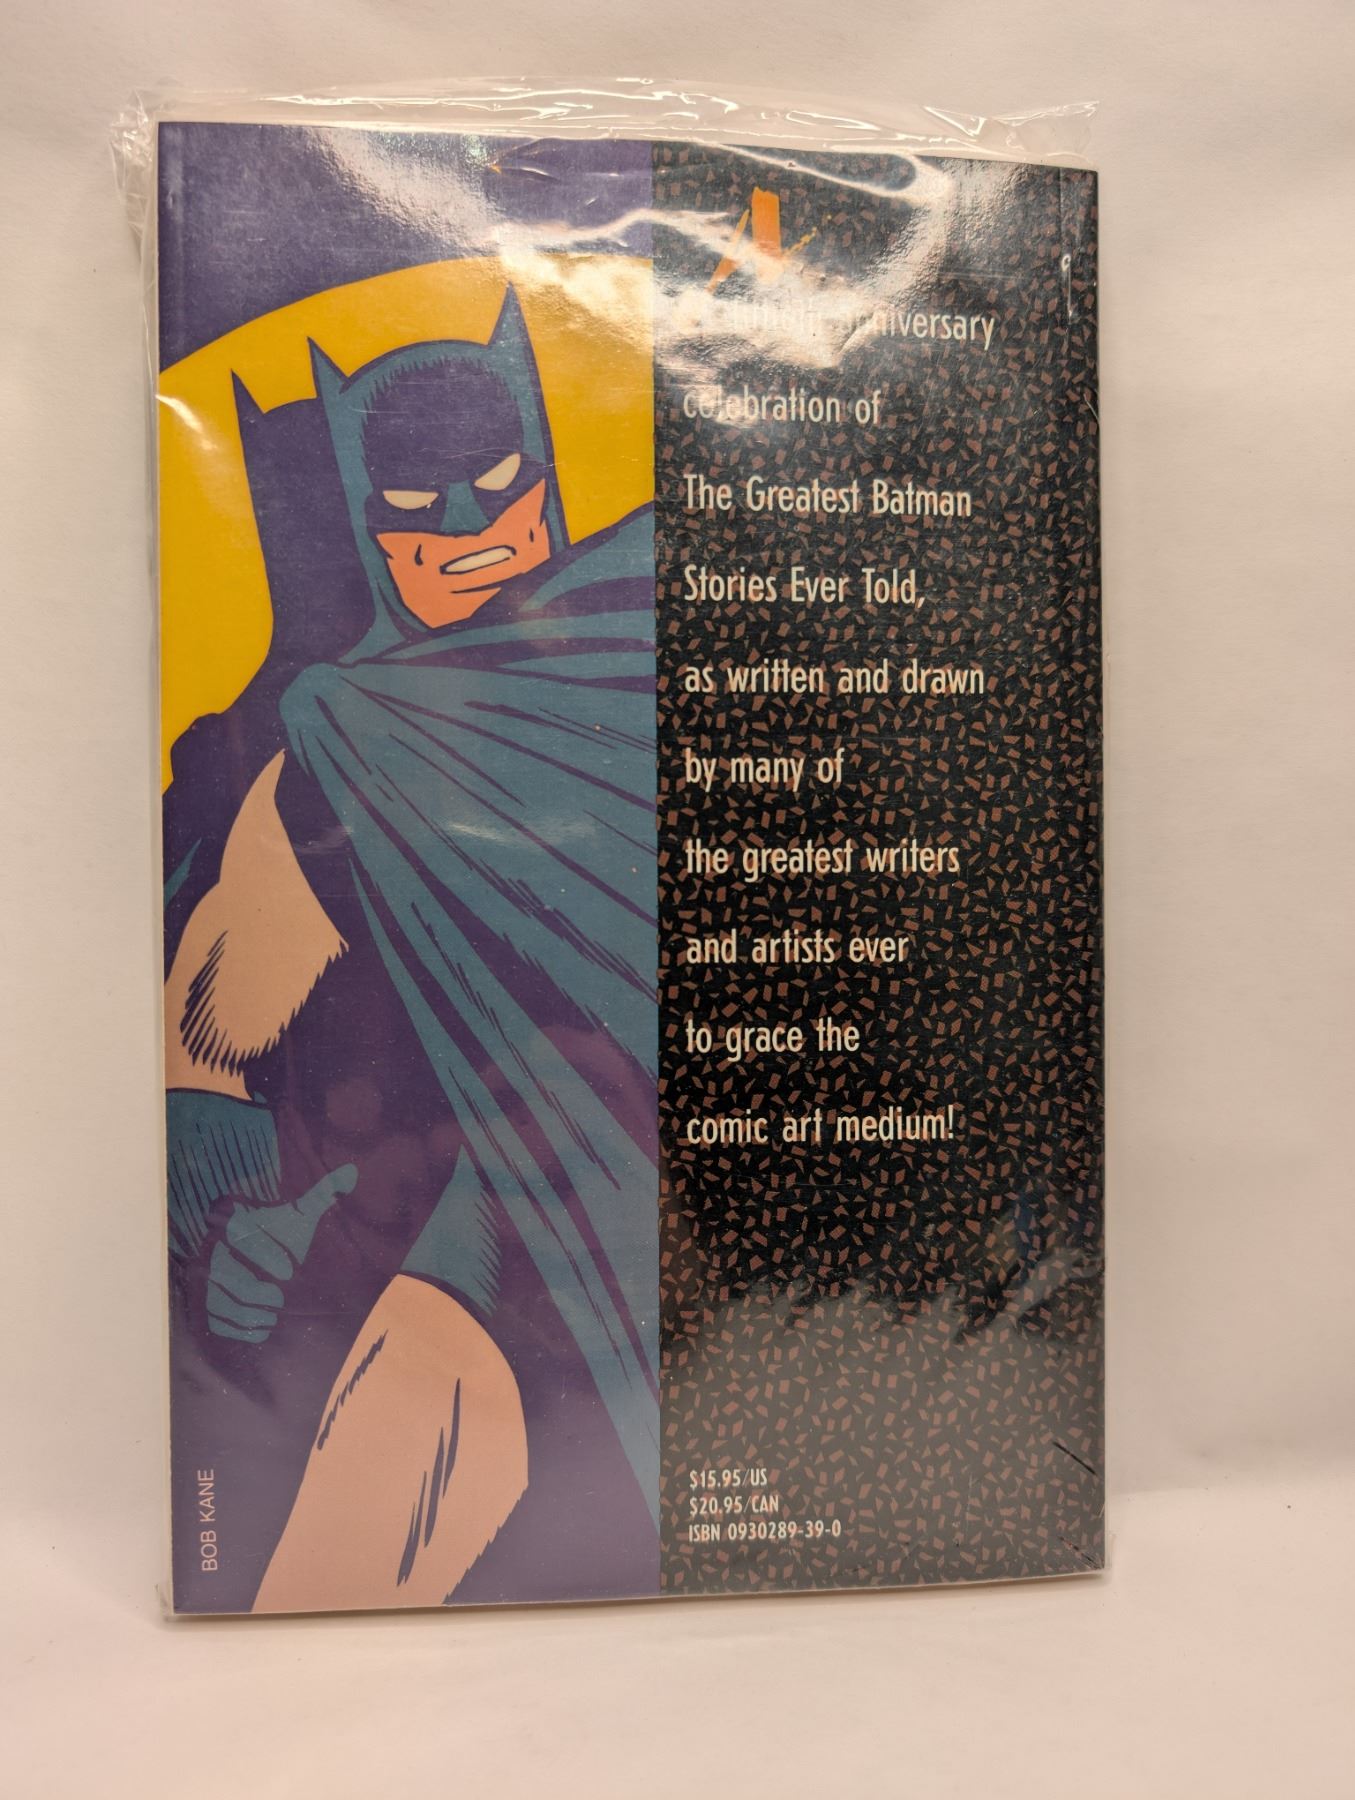 A
anniversary
celebration of
The Greatest Batman
Stories Ever Told,
as written and drawn
by many of
the greatest writers
and artists ever
to grace the
comic art medium!
$15.95/US
$20.95/CAN
ISBN 0930289-39-0
BOB KANE